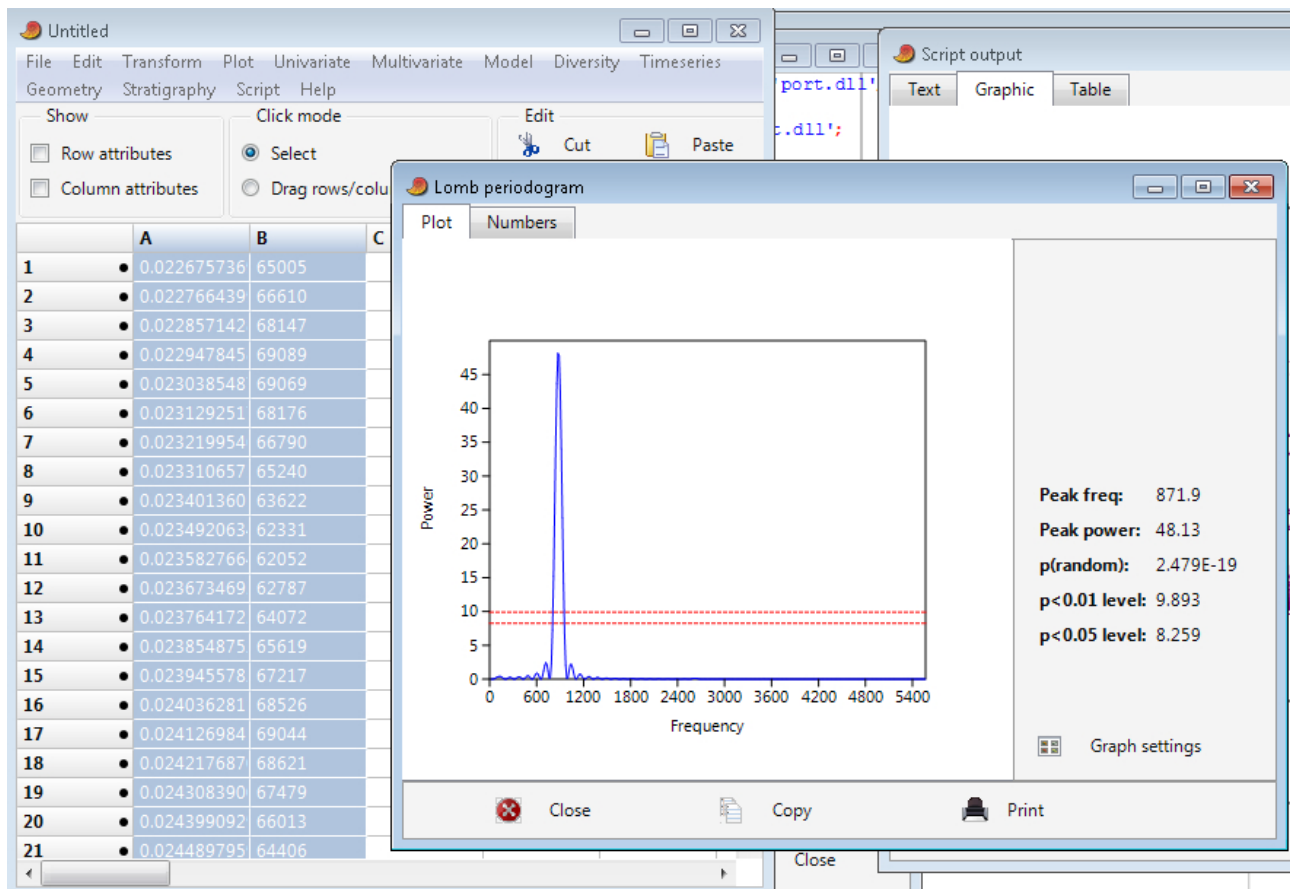 Untitled
File Edit Transform Plot Univariate Multivariate Model Diversity Timeseries
Geometry Stratigraphy Script Help
Show Click mode Edit
Row attributes Select Cut Paste
Column attributes Drag rows/colu
A B C
1 0.022675736 65005
2 0.022766439 66610
3 0.022857142 68147
4 0.022947845 69089
5 0.023038548 69069
6 0.023129251 68176
7 0.023219954 66790
8 0.023310657 65240
9 0.023401360 63622
10 0.023492063 62331
11 0.023582766 62052
12 0.023673469 62787
13 0.023764172 64072
14 0.023854875 65619
15 0.023945578 67217
16 0.024036281 68526
17 0.024126984 69044
18 0.024217687 68621
19 0.024308390 67479
20 0.024399092 66013
21 0.024489795 64406
port.dll'
.dll';
Script output
Text Graphic Table
Lomb periodogram
Plot Numbers
45
40
35
30
25
20
15
10
5
0
Power
0 600 1200 1800 2400 3000 3600 4200 4800 5400
Frequency
Peak freq: 871.9
Peak power: 48.13
p(random): 2.479E-19
p<0.01 level: 9.893
p<0.05 level: 8.259
Graph settings
Close Copy Print
Close